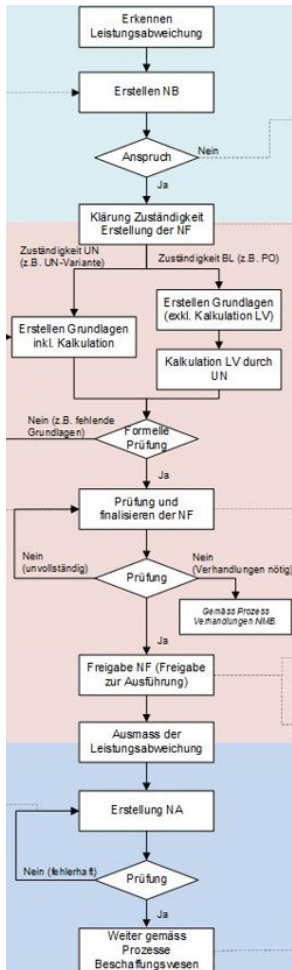 Erkennen
Leistungsabweichung
Erstellen NB
Anspruch
Nein
Ja
Klärung Zuständigkeit
Erstellung der NF
Zuständigkeit UN
(z.B. UN-Variante)
Zuständigkeit BL (z.B. PO)
Erstellen Grundlagen
(exkl. Kalkulation LV)
Erstellen Grundlagen
inkl. Kalkulation
Kalkulation LV durch
UN
Nein (z.B. fehlende
Grundlagen)
Formelle
Prüfung
Ja
Prüfung und
finalisieren der NF
Nein
(unvollständig)
Nein
(Verhandlungen nötig)
Prüfung
Gemäss Prozess
Verhandlungen NMB.
Ja
Freigabe NF (Freigabe
zur Ausführung)
Ausmass der
Leistungsabweichung
Erstellung NA
Nein (fehlerhaft)
Prüfung
Ja
Weiter gemäss
Prozesse
Beschaffungswesen